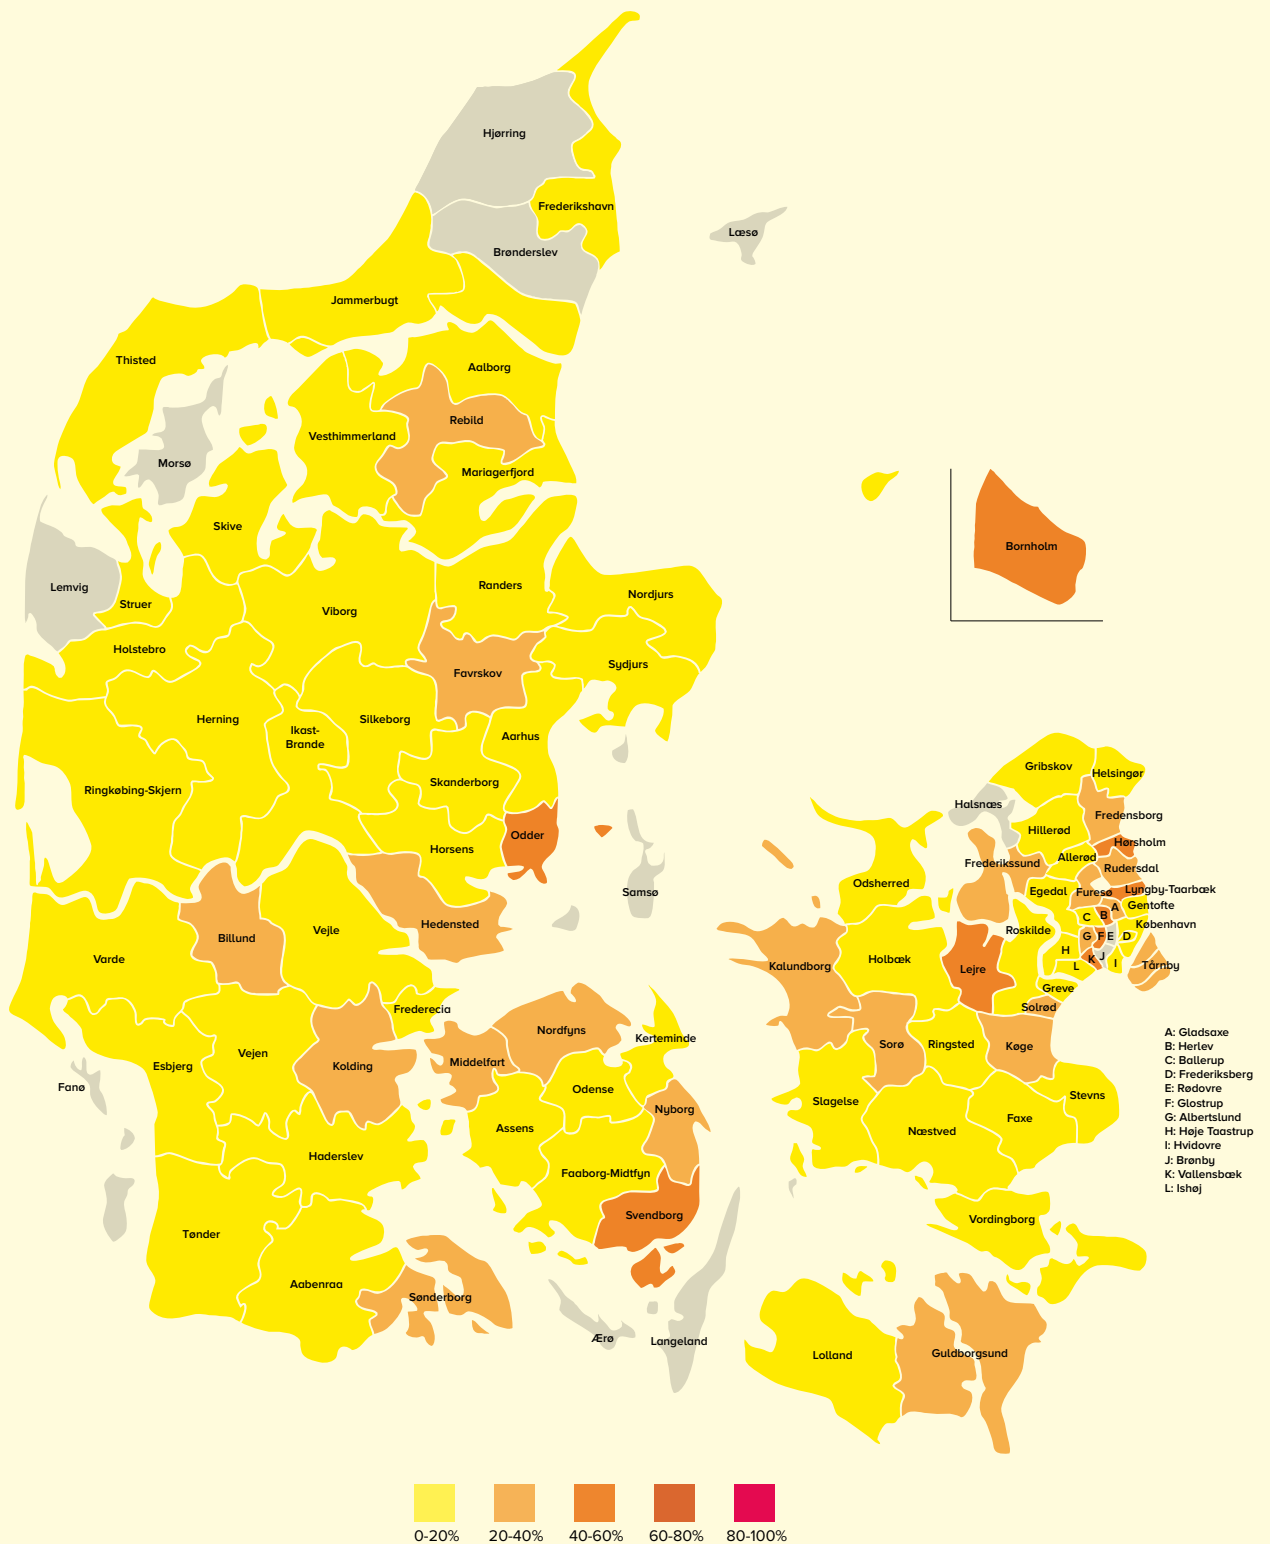 Hjørring
Frederikshavn
Læsø
Brønderslev
Jammerbugt
Thisted
Aalborg
Rebild
Vesthimmerland
Morsø
Mariagerfjord
Skive
Bornholm
Lemvig
Randers
Nordjurs
Struer
Viborg
Holstebro
Sydjurs
Favrskov
Herning
Silkeborg
Ikast-
Brande
Aarhus
Gribskov
Helsingør
Skanderborg
Ringkøbing-Skjern
Halsnæs
Fredensborg
Hillerød
Odder
Hørsholm
Horsens
Allerød
Frederikssund
Rudersdal
Odsherred
Samsø
Egedal
Furesø
Lyngby-Taarbæk
A
Gentofte
C
B
Hedensted
København
Vejle
Roskilde
Billund
G
F
E
D
H
J
Varde
Holbæk
K
I
Kalundborg
Lejre
L
Tårnby
Greve
Frederecia
Solrød
Nordfyns
Kerteminde
A: Gladsaxe
Sorø
Ringsted
Køge
B: Herlev
Vejen
Middelfart
C: Ballerup
Esbjerg
Kolding
D: Frederiksberg
Fanø
Odense
E: Rødovre
Stevns
Slagelse
F: Glostrup
Nyborg
G: Albertslund
Faxe
Assens
Næstved
H: Høje Taastrup
I: Hvidovre
Haderslev
J: Brønby
Faaborg-Midtfyn
K: Vallensbæk
L: Ishøj
Svendborg
Vordingborg
Tønder
Aabenraa
Sønderborg
Ærø
Langeland
Lolland
Guldborgsund
0-20%
20-40%
40-60%
60-80%
80-100%